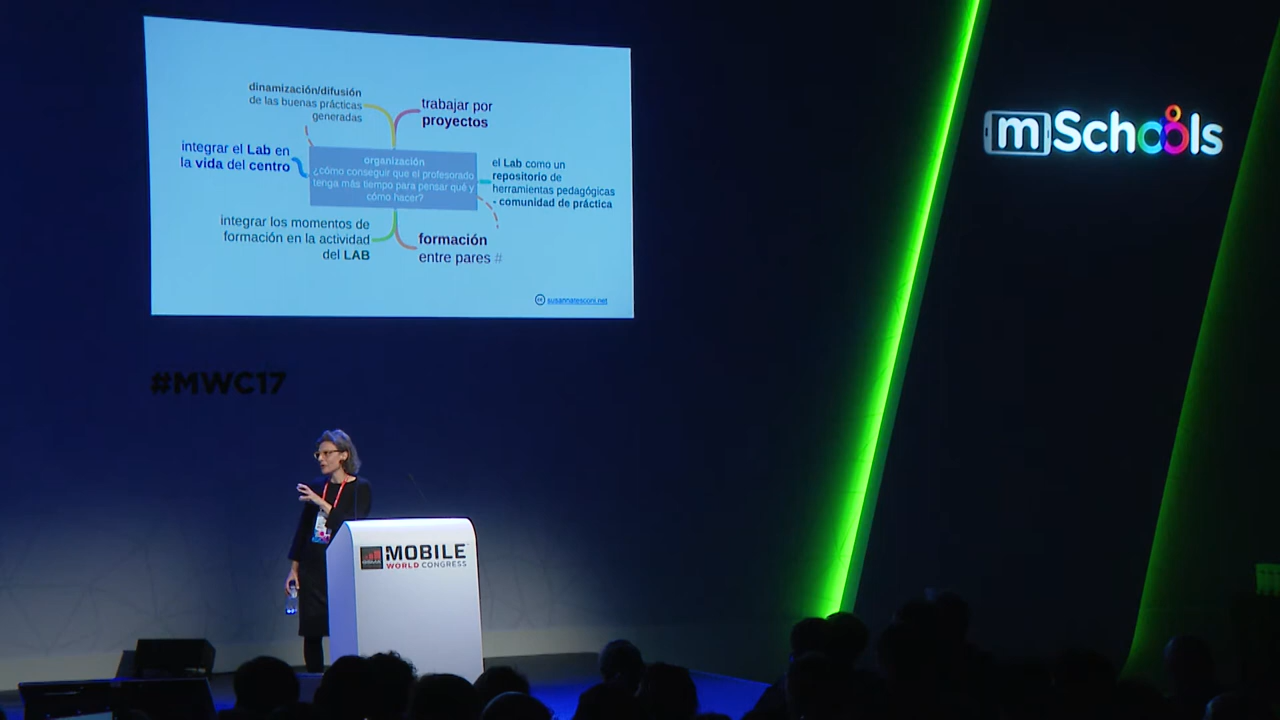 dinamización/difusión
de las buenas prácticas
generadas
trabajar por
proyectos
integrar el Lab en
la vida del centro
organización
¿cómo conseguir que el profesorado
tenga más tiempo para pensar qué y
cómo hacer?
el Lab como un
repositorio de
herramientas pedagógicas
- comunidad de práctica
integrar los momentos de
formación en la actividad
del LAB
formación
entre pares #
cc susannatesconi.net
mSchools
#MWC17
MOBILE
WORLD CONGRESS